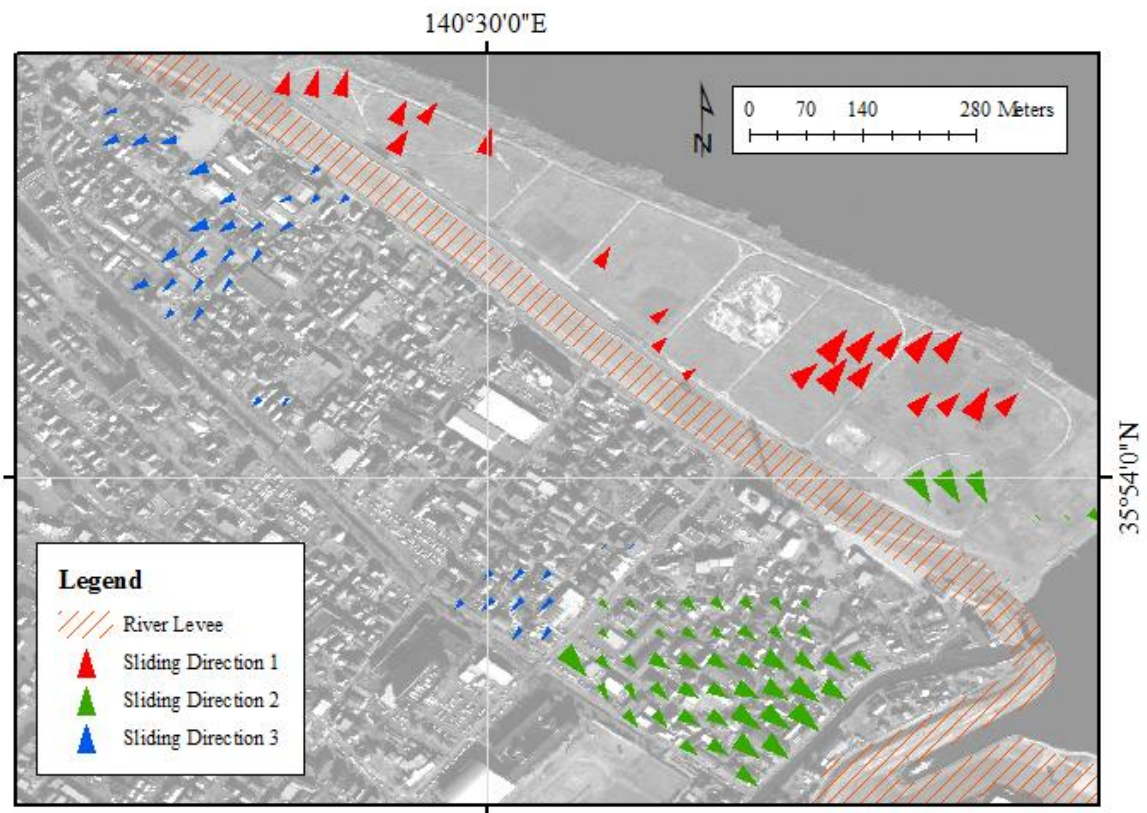 140°30'0"E
0 70 140 280 Meters
N
35°54'0"N
Legend
River Levee
Sliding Direction 1
Sliding Direction 2
Sliding Direction 3